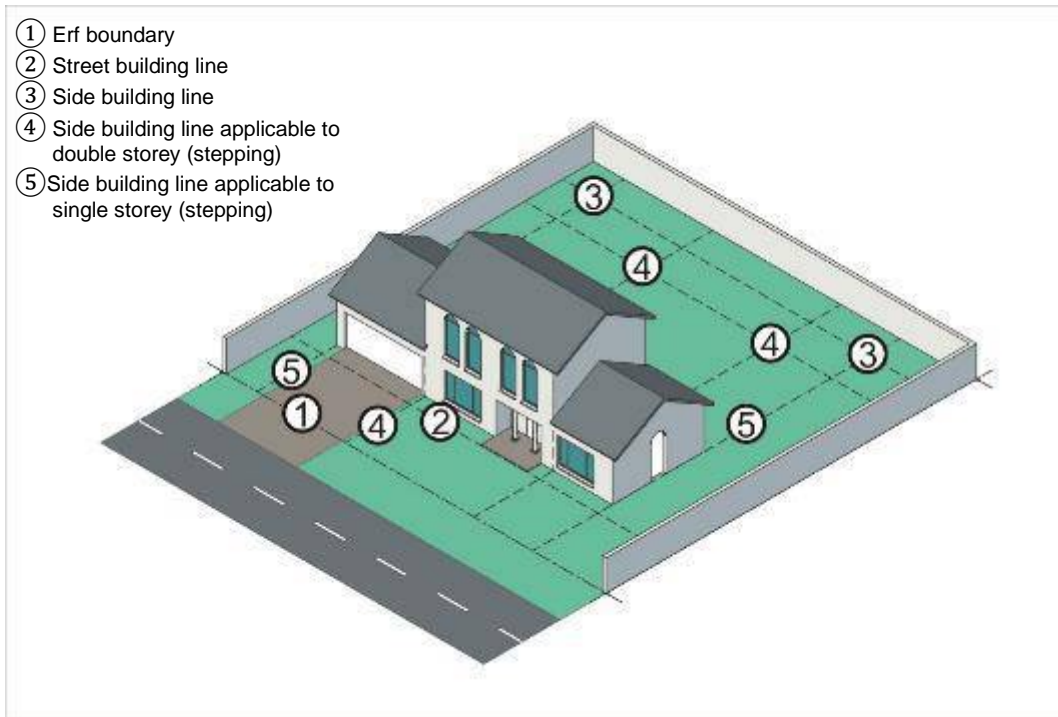 ① Erf boundary
② Street building line
③ Side building line
④ Side building line applicable to
double storey (stepping)
⑤ Side building line applicable to
single storey (stepping)
③
④
④
③
⑤
①
④
②
⑤